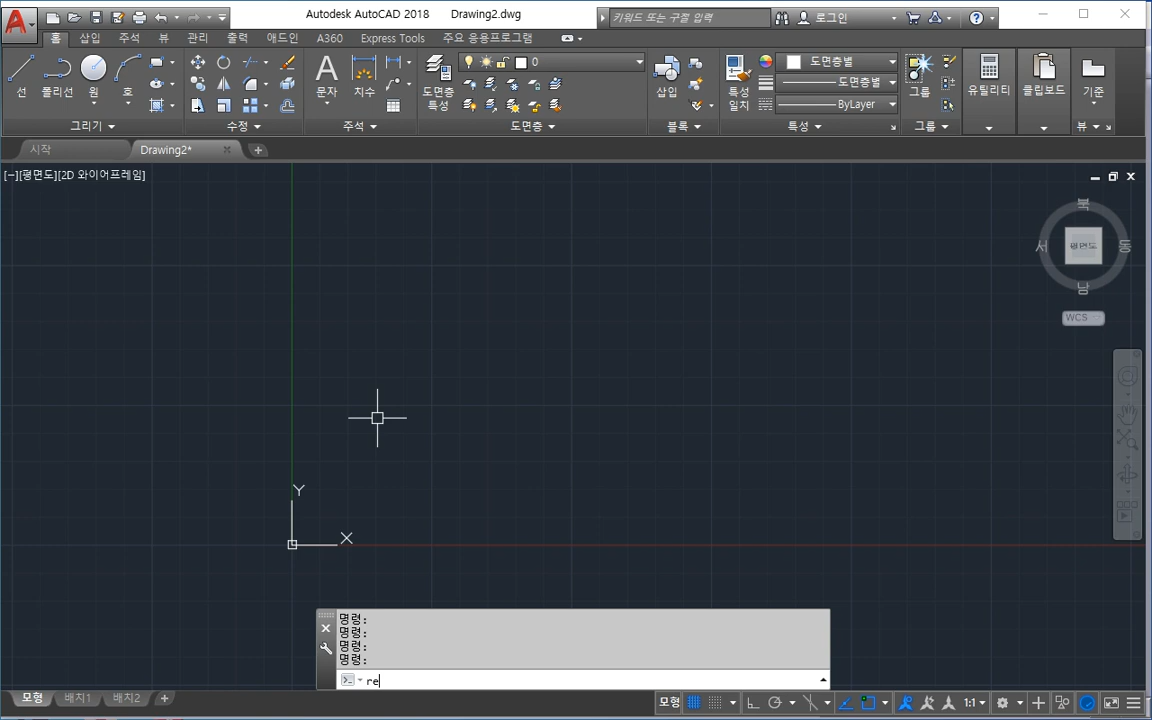 Autodesk AutoCAD 2018 Drawing2.dwg
키워드 또는 구절 입력
로그인
홈 삽입 주석 뷰 관리 출력 애드인 A360 Express Tools 주요 응용프로그램
선 폴리선 원 호
문자 치수
도면층 특성
0
삽입
특성 일치
도면층별
도면층별
ByLayer
그룹 유틸리티 클립보드 기준
그리기 수정 주석 도면층 블록 특성 그룹 뷰
시작 Drawing2*
[−][평면도][2D 와이어프레임]
북
서 평면도 동
남
WCS
Y
X
명령:
명령:
명령:
명령:
re
모형 배치1 배치2
모형 1:1